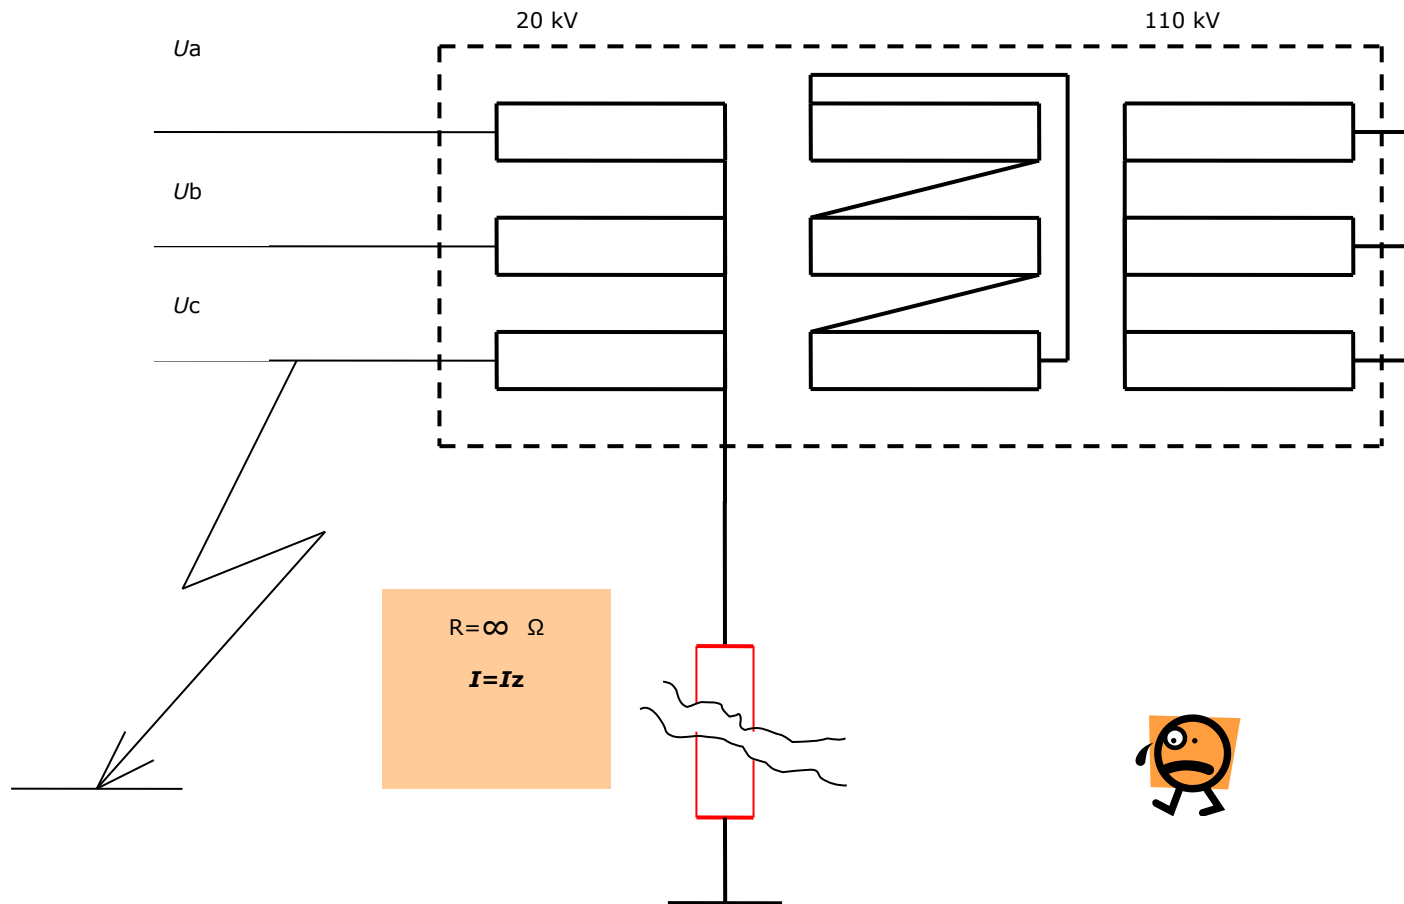 20 kV
110 kV
Ua
Ub
Uc
R=∞ Ω
I=Iz